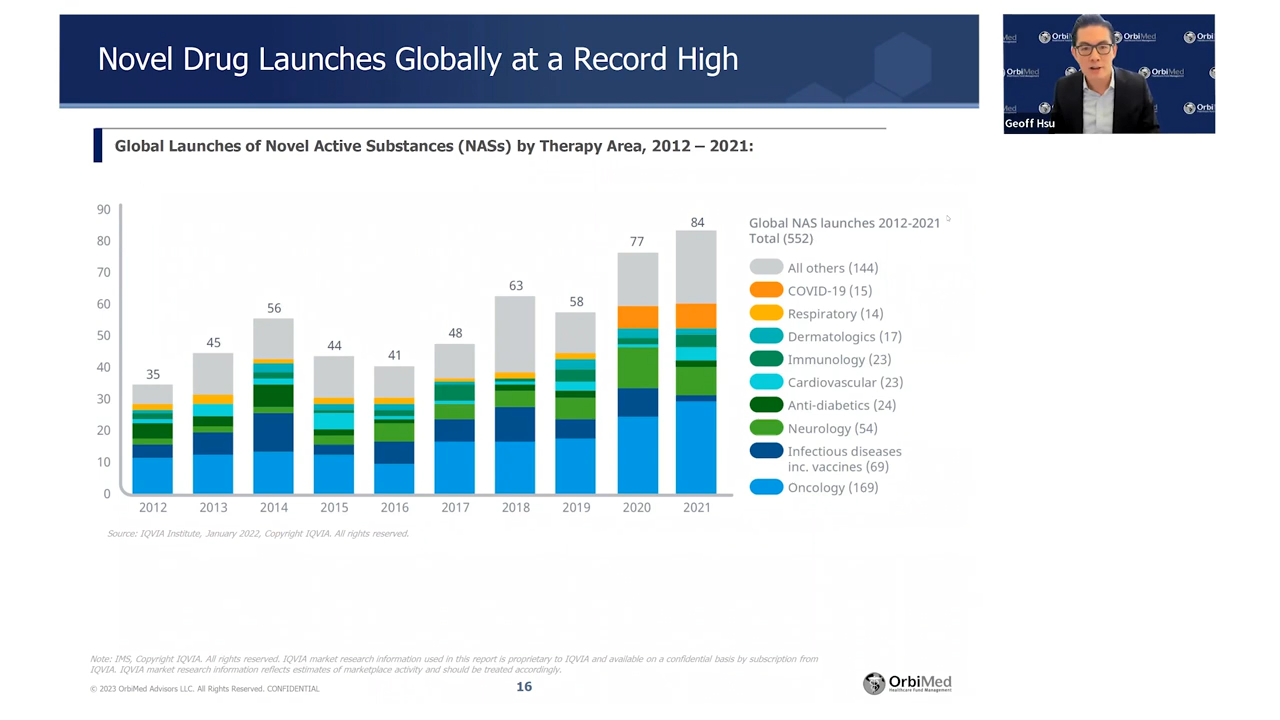 Novel Drug Launches Globally at a Record High
OrbiMed
OrbiMed
OrbiMed
OrbiMed
Geoff Hsu
Global Launches of Novel Active Substances (NASs) by Therapy Area, 2012 – 2021:
90
80
70
60
50
40
30
20
10
0
35
45
56
44
41
48
63
58
77
84
2012
2013
2014
2015
2016
2017
2018
2019
2020
2021
Global NAS launches 2012-2021
Total (552)
All others (144)
COVID-19 (15)
Respiratory (14)
Dermatologics (17)
Immunology (23)
Cardiovascular (23)
Anti-diabetics (24)
Neurology (54)
Infectious diseases
inc. vaccines (69)
Oncology (169)
Source: IQVIA Institute, January 2022, Copyright IQVIA. All rights reserved.
Note: IMS, Copyright IQVIA. All rights reserved. IQVIA market research information used in this report is proprietary to IQVIA and available on a confidential basis by subscription from
IQVIA. IQVIA market research information reflects estimates of marketplace activity and should be treated accordingly.
© 2023 OrbiMed Advisors LLC. All Rights Reserved. CONFIDENTIAL
16
OrbiMed
Healthcare Fund Management